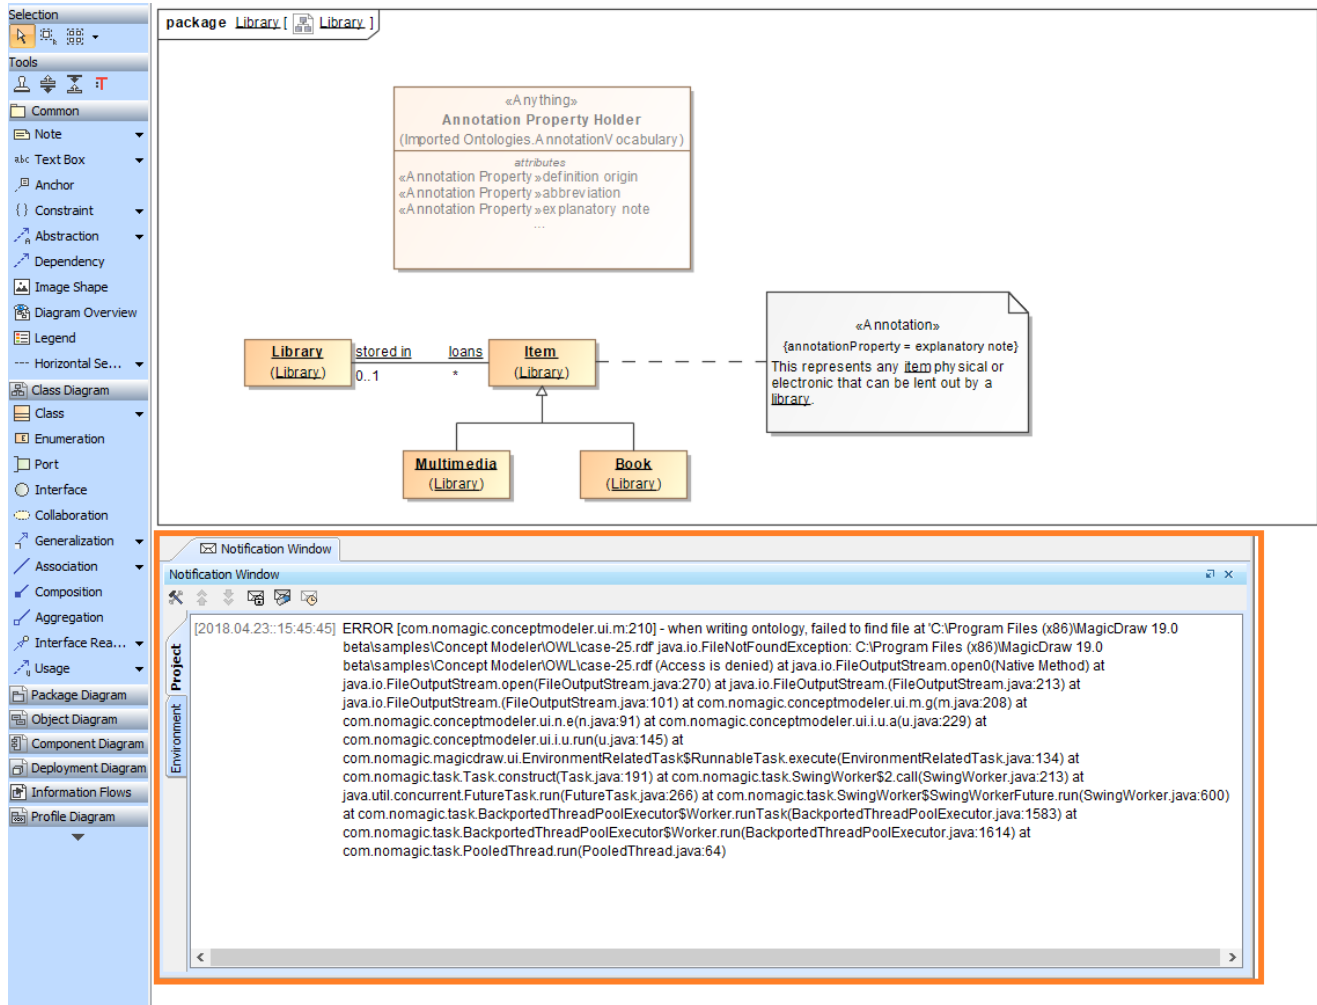 Selection
Tools
Common
Note
abc Text Box
Anchor
{} Constraint
Abstraction
Dependency
Image Shape
Diagram Overview
Legend
Horizontal Se...
Class Diagram
Class
Enumeration
Port
Interface
Collaboration
Generalization
Association
Composition
Aggregation
Interface Rea...
Usage
Package Diagram
Object Diagram
Component Diagram
Deployment Diagram
Information Flows
Profile Diagram
package Library [ Library ]
«Anything»
Annotation Property Holder
(Imported Ontologies.AnnotationVocabulary)
attributes
«Annotation Property»definition origin
«Annotation Property»abbreviation
«Annotation Property»explanatory note
...
Library
(Library)
stored in
0..1
loans
*
Item
(Library)
«Annotation»
{annotationProperty = explanatory note}
This represents any item physical or
electronic that can be lent out by a
library.
Multimedia
(Library)
Book
(Library)
Notification Window
Notification Window
Project
Environment
[2018.04.23::15:45:45] ERROR [com.nomagic.conceptmodeler.ui.m:210] - when writing ontology, failed to find file at 'C:\Program Files (x86)\MagicDraw 19.0
beta\samples\Concept Modeler\OWL\case-25.rdf' java.io.FileNotFoundException: C:\Program Files (x86)\MagicDraw 19.0
beta\samples\Concept Modeler\OWL\case-25.rdf (Access is denied) at java.io.FileOutputStream.open0(Native Method) at
java.io.FileOutputStream.open(FileOutputStream.java:270) at java.io.FileOutputStream.(FileOutputStream.java:213) at
java.io.FileOutputStream.(FileOutputStream.java:101) at com.nomagic.conceptmodeler.ui.m.g(m.java:208) at
com.nomagic.conceptmodeler.ui.n.e(n.java:91) at com.nomagic.conceptmodeler.ui.i.u.a(u.java:229) at
com.nomagic.conceptmodeler.ui.i.u.run(u.java:145) at
com.nomagic.magicdraw.ui.EnvironmentRelatedTask$RunnableTask.execute(EnvironmentRelatedTask.java:134) at
com.nomagic.task.Task.construct(Task.java:191) at com.nomagic.task.SwingWorker$2.call(SwingWorker.java:213) at
java.util.concurrent.FutureTask.run(FutureTask.java:266) at com.nomagic.task.SwingWorker$SwingWorkerFuture.run(SwingWorker.java:600)
at com.nomagic.task.BackportedThreadPoolExecutor$Worker.runTask(BackportedThreadPoolExecutor.java:1583) at
com.nomagic.task.BackportedThreadPoolExecutor$Worker.run(BackportedThreadPoolExecutor.java:1614) at
com.nomagic.task.PooledThread.run(PooledThread.java:64)